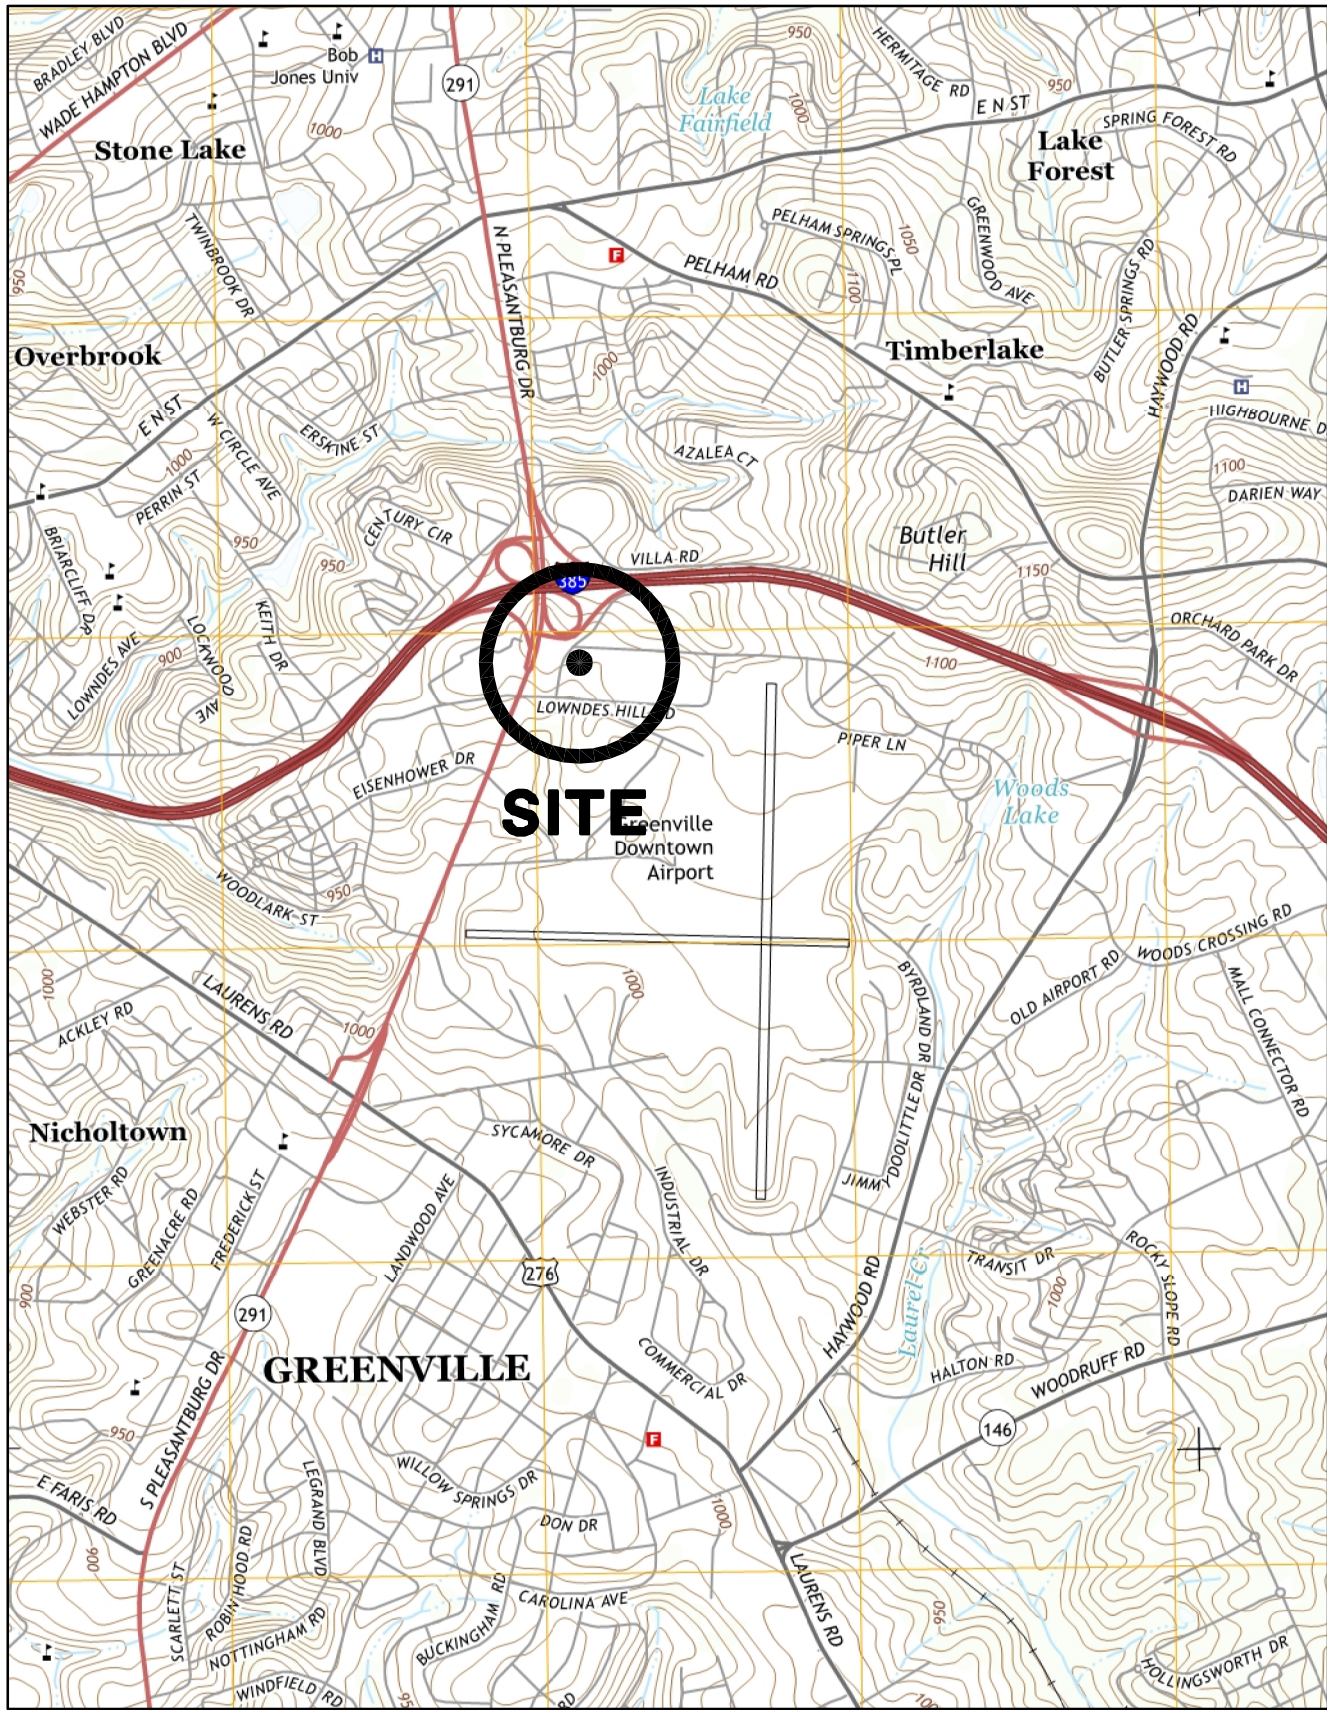 BRADLEY BLVD
WADE HAMPTON BLVD
Bob
Jones Univ
H
291
950
HERMITAGE RD
950
E N ST
Lake
Fairfield
1000
1000
Stone Lake
SPRING FOREST RD
Lake
Forest
TWINBROOK DR
N PLEASANTBURG DR
F
PELHAM RD
PELHAM SPRINGS PL
1050
1100
GREENWOOD AVE
BUTLER SPRINGS RD
HAYWOOD RD
950
Overbrook
1000
Timberlake
H
HIGHBOURNE D
E N ST
W CIRCLE AVE
ERSKINE ST
1000
PERRIN ST
AZALEA CT
1100
DARIEN WAY
CENTURY CIR
BRIARCLIFF DR
950
950
VILLA RD
385
Butler
Hill
1150
KEITH DR
LOCKWOOD
AVE
LOWNDES AVE
900
ORCHARD PARK DR
1100
LOWNDES HILL RD
PIPER LN
EISENHOWER DR
Woods
Lake
SITE
Greenville
Downtown
Airport
WOODLARK ST
950
WOODS CROSSING RD
1000
LAURENS RD
1000
1000
ACKLEY RD
BYRDLAND DR
OLD AIRPORT RD
MALL CONNECTOR RD
Nicholtown
SYCAMORE DR
INDUSTRIAL DR
JIMMY DOOLITTLE DR
WEBSTER RD
GREENACRE RD
FREDERICK ST
LANDWOOD AVE
900
291
276
HAYWOOD RD
Laurel Cr
TRANSIT DR
1000
ROCKY SLOPE RD
GREENVILLE
COMMERCIAL DR
HALTON RD
WOODRUFF RD
S PLEASANTBURG DR
950
146
F
E FARIS RD
LEGRAND BLVD
WILLOW SPRINGS DR
1000
DON DR
900
SCARLETT ST
ROBIN HOOD RD
NOTTINGHAM RD
BUCKINGHAM RD
CAROLINA AVE
LAURENS RD
950
WINDFIELD RD
95
RD
100
HOLLINGSWORTH DR